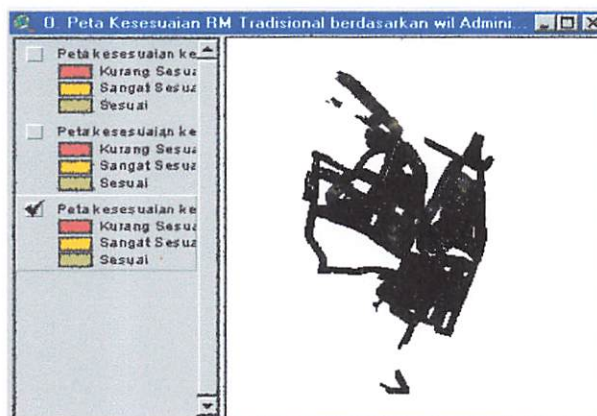 0. Peta Kesesuaian RM Tradisional berdasarkan wil Admini...
Peta kesesuaian ke
Kurang Sesua
Sangat Sesua
Sesuai
Peta kesesuaian ke
Kurang Sesua
Sangat Sesua
Sesuai
Peta kesesuaian ke
Kurang Sesua
Sangat Sesua
Sesuai